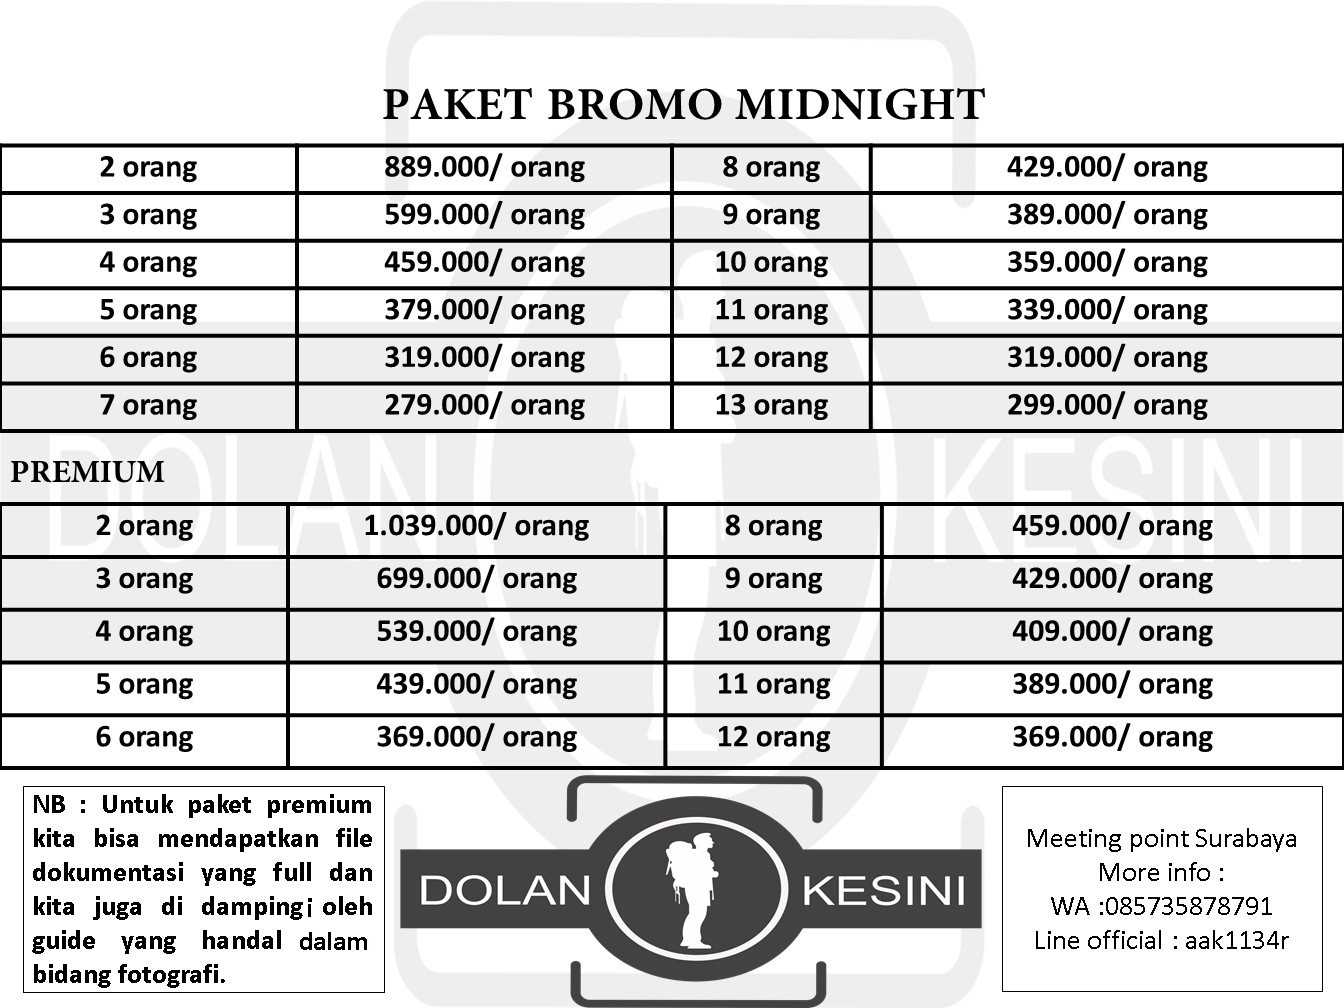 PAKET BROMO MIDNIGHT
2 orang 889.000/ orang 8 orang 429.000/ orang
3 orang 599.000/ orang 9 orang 389.000/ orang
4 orang 459.000/ orang 10 orang 359.000/ orang
5 orang 379.000/ orang 11 orang 339.000/ orang
6 orang 319.000/ orang 12 orang 319.000/ orang
7 orang 279.000/ orang 13 orang 299.000/ orang
DOLAN KESINI
PREMIUM
2 orang 1.039.000/ orang 8 orang 459.000/ orang
3 orang 699.000/ orang 9 orang 429.000/ orang
4 orang 539.000/ orang 10 orang 409.000/ orang
5 orang 439.000/ orang 11 orang 389.000/ orang
6 orang 369.000/ orang 12 orang 369.000/ orang
NB : Untuk paket premium
kita bisa mendapatkan file
dokumentasi yang full dan
kita juga di dampingi oleh
guide yang handal dalam
bidang fotografi.
DOLAN KESINI
Meeting point Surabaya
More info :
WA :085735878791
Line official : aak1134r